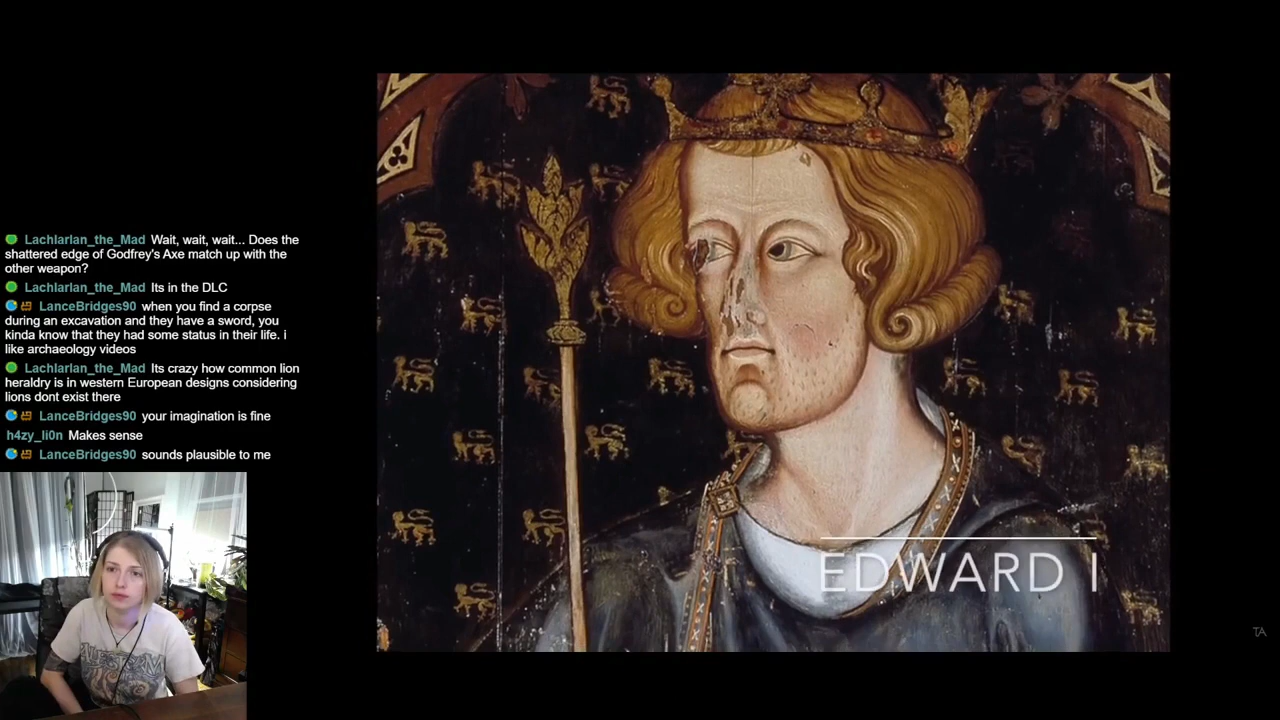 Lachlarlan_the_Mad Wait, wait, wait... Does the
shattered edge of Godfrey's Axe match up with the
other weapon?
Lachlarlan_the_Mad Its in the DLC
LanceBridges90 when you find a corpse
during an excavation and they have a sword, you
kinda know that they had some status in their life. i
like archaeology videos
Lachlarlan_the_Mad Its crazy how common lion
heraldry is in western European designs considering
lions dont exist there
LanceBridges90 your imagination is fine
h4zy_li0n Makes sense
LanceBridges90 sounds plausible to me
EDWARD I
TA